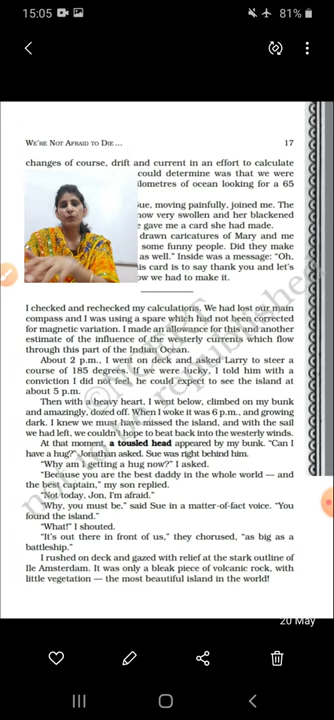 15:05
81%
WE'RE NOT AFRAID TO DIE ...
17
changes of course, drift and current in an effort to calculate
could determine was that we were
ilometres of ocean looking for a 65
ue, moving painfully, joined me. The
now very swollen and her blackened
e gave me a card she had made.
drawn caricatures of Mary and me
some funny people. Did they make
as well." Inside was a message: "Oh,
is card is to say thank you and let's
ow we had to make it.
I checked and rechecked my calculations. We had lost our main
compass and I was using a spare which had not been corrected
for magnetic variation. I made an allowance for this and another
estimate of the influence of the westerly currents which flow
through this part of the Indian Ocean.
About 2 p.m., I went on deck and asked Larry to steer a
course of 185 degrees. If we were lucky, I told him with a
conviction I did not feel, he could expect to see the island at
about 5 p.m.
Then with a heavy heart, I went below, climbed on my bunk
and amazingly, dozed off. When I woke it was 6 p.m., and growing
dark. I knew we must have missed the island, and with the sail
we had left, we couldn't hope to beat back into the westerly winds.
At that moment, a tousled head appeared by my bunk. "Can I
have a hug?" Jonathan asked. Sue was right behind him.
"Why am I getting a hug now?" I asked.
"Because you are the best daddy in the whole world — and
the best captain," my son replied.
"Not today, Jon, I'm afraid."
"Why, you must be," said Sue in a matter-of-fact voice. "You
found the island."
"What!" I shouted.
"It's out there in front of us," they chorused, "as big as a
battleship."
I rushed on deck and gazed with relief at the stark outline of
Ile Amsterdam. It was only a bleak piece of volcanic rock, with
little vegetation — the most beautiful island in the world!
not to be republished
20 May